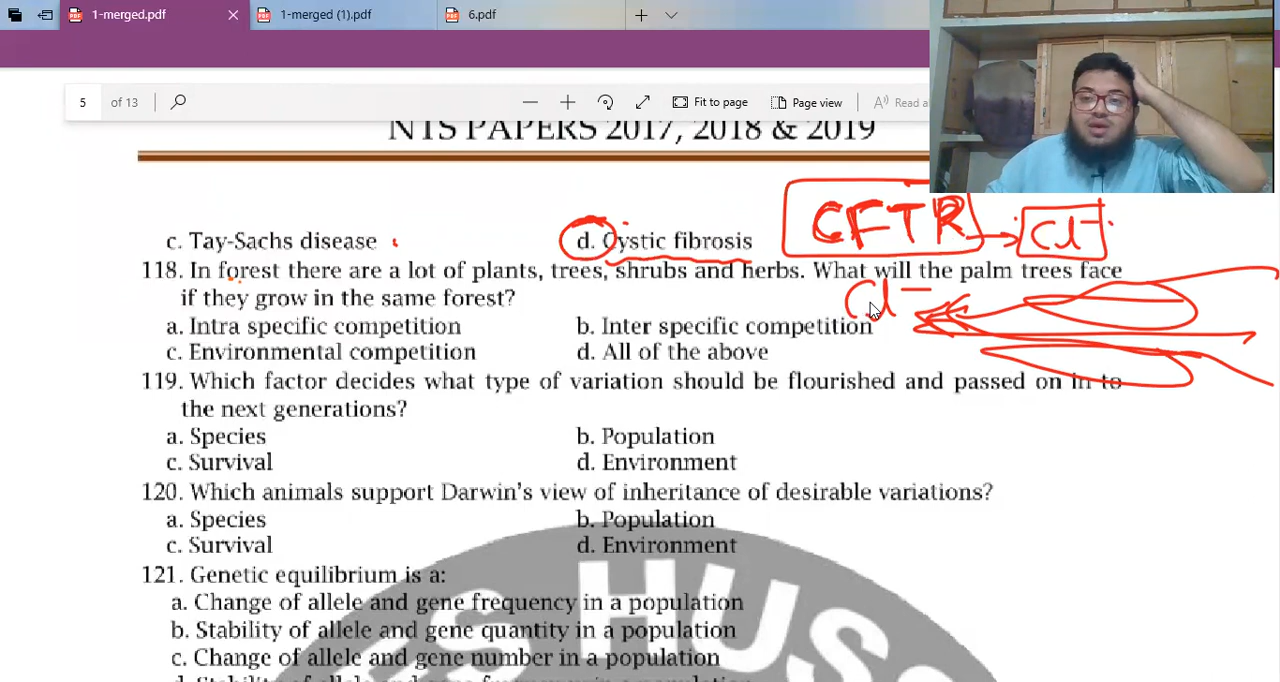 1-merged.pdf
1-merged (1).pdf
6.pdf
5 of 13
Fit to page
Page view
Read a
NTS PAPERS 2017, 2018 & 2019
CFTR
Cl-
c. Tay-Sachs disease d. Cystic fibrosis
118. In forest there are a lot of plants, trees, shrubs and herbs. What will the palm trees face
if they grow in the same forest?
Cl-
a. Intra specific competition b. Inter specific competition
c. Environmental competition d. All of the above
119. Which factor decides what type of variation should be flourished and passed on in to
the next generations?
a. Species b. Population
c. Survival d. Environment
120. Which animals support Darwin's view of inheritance of desirable variations?
a. Species b. Population
c. Survival d. Environment
121. Genetic equilibrium is a:
a. Change of allele and gene frequency in a population
b. Stability of allele and gene quantity in a population
c. Change of allele and gene number in a population